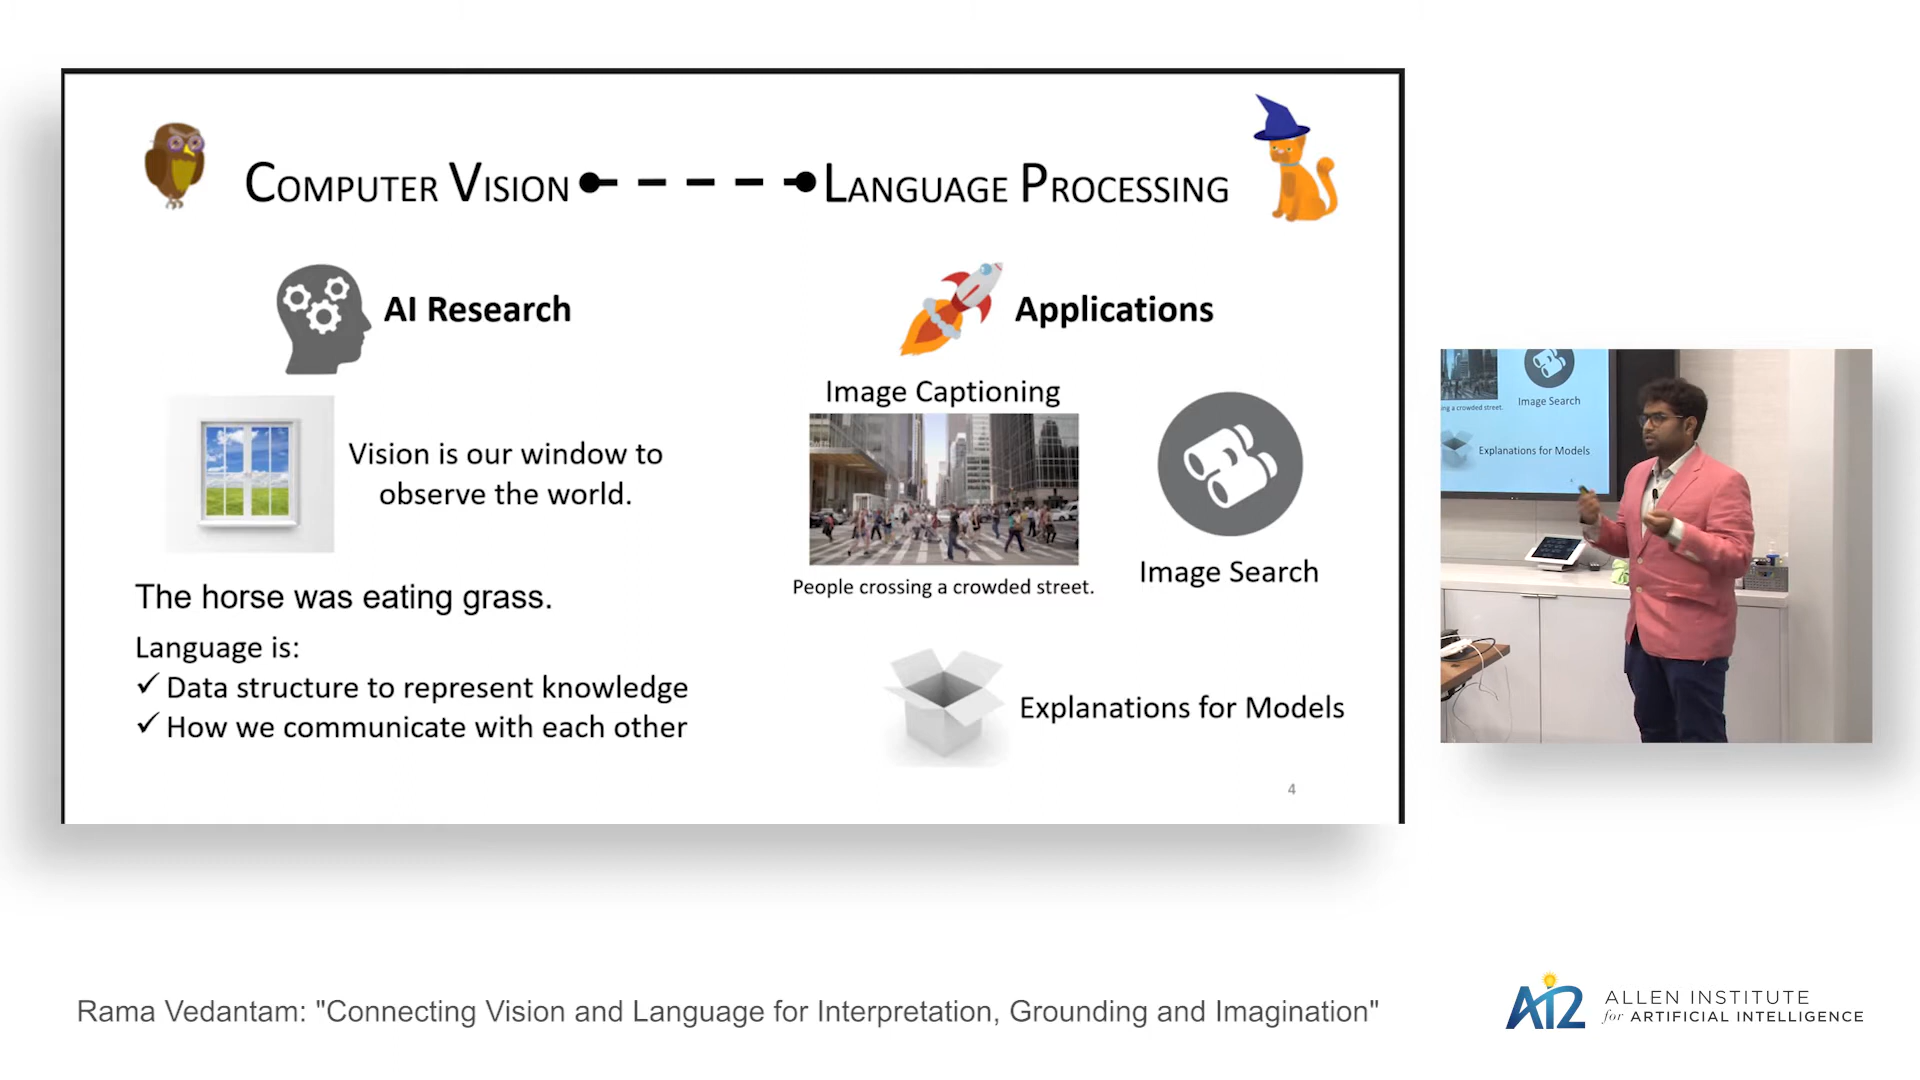 COMPUTER VISION
LANGUAGE PROCESSING
AI Research
Vision is our window to
observe the world.
The horse was eating grass.
Language is:
✓ Data structure to represent knowledge
✓ How we communicate with each other
Applications
Image Captioning
People crossing a crowded street.
Image Search
Explanations for Models
4
ng a crowded street.
Image Search
Explanations for Models
Rama Vedantam: "Connecting Vision and Language for Interpretation, Grounding and Imagination"
AI2
ALLEN INSTITUTE
for ARTIFICIAL INTELLIGENCE